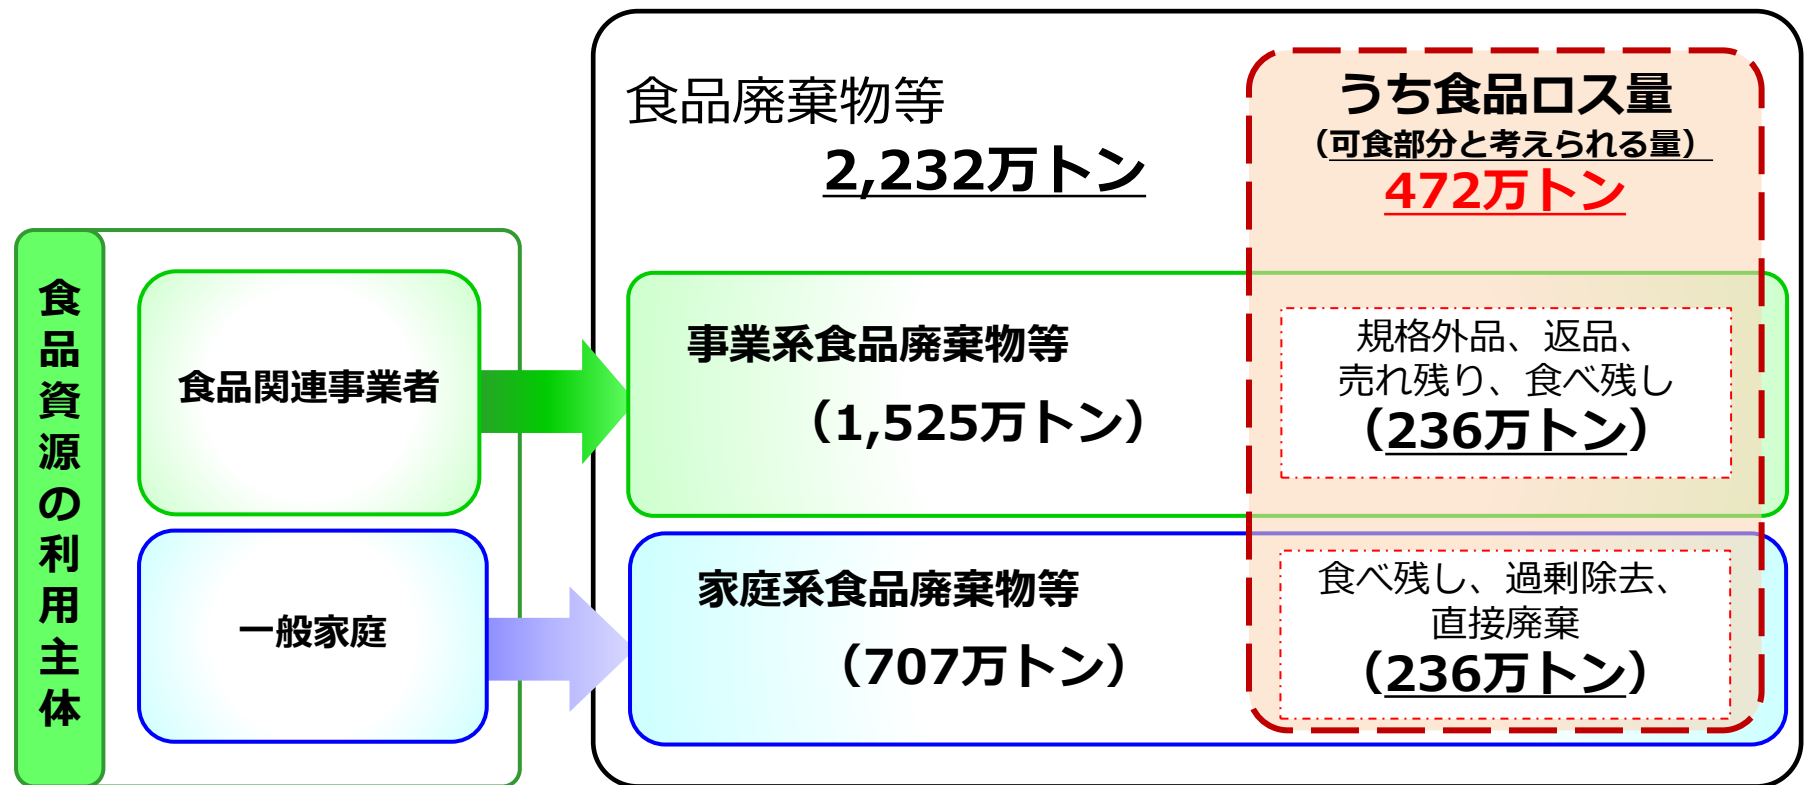 食品資源の利用主体
食品関連事業者
一般家庭
食品廃棄物等
2,232万トン
うち食品ロス量
（可食部分と考えられる量）
472万トン
事業系食品廃棄物等
（1,525万トン）
規格外品、返品、
売れ残り、食べ残し
（236万トン）
家庭系食品廃棄物等
（707万トン）
食べ残し、過剰除去、
直接廃棄
（236万トン）